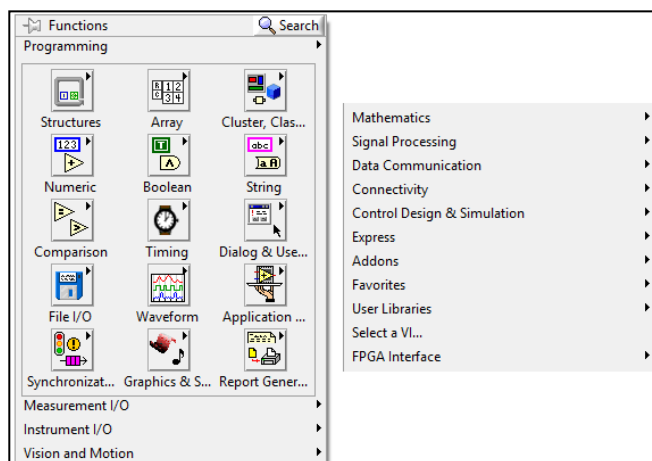 Functions
Search
Programming
Structures
Array
Cluster, Clas...
Numeric
Boolean
String
Comparison
Timing
Dialog & Use...
File I/O
Waveform
Application ...
Synchronizat...
Graphics & S...
Report Gener...
Measurement I/O
Instrument I/O
Vision and Motion
Mathematics
Signal Processing
Data Communication
Connectivity
Control Design & Simulation
Express
Addons
Favorites
User Libraries
Select a VI...
FPGA Interface